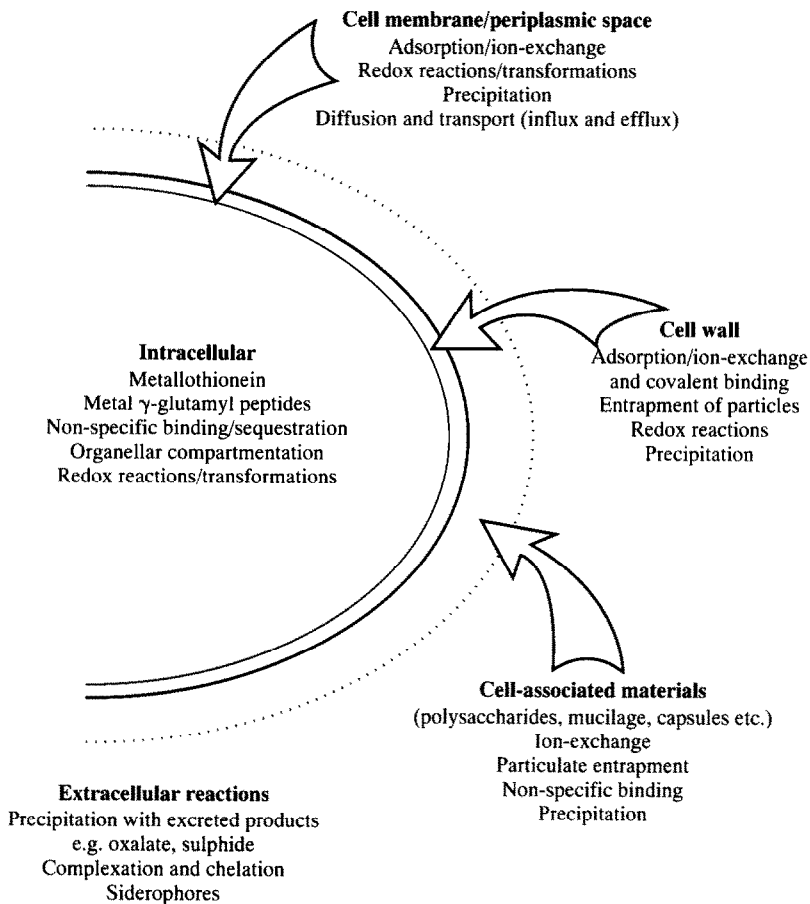 Cell membrane/periplasmic space
Adsorption/ion-exchange
Redox reactions/transformations
Precipitation
Diffusion and transport (influx and efflux)
Cell wall
Adsorption/ion-exchange
and covalent binding
Entrapment of particles
Redox reactions
Precipitation
Intracellular
Metallothionein
Metal γ-glutamyl peptides
Non-specific binding/sequestration
Organellar compartmentation
Redox reactions/transformations
Cell-associated materials
(polysaccharides, mucilage, capsules etc.)
Ion-exchange
Particulate entrapment
Non-specific binding
Precipitation
Extracellular reactions
Precipitation with excreted products
e.g. oxalate, sulphide
Complexation and chelation
Siderophores